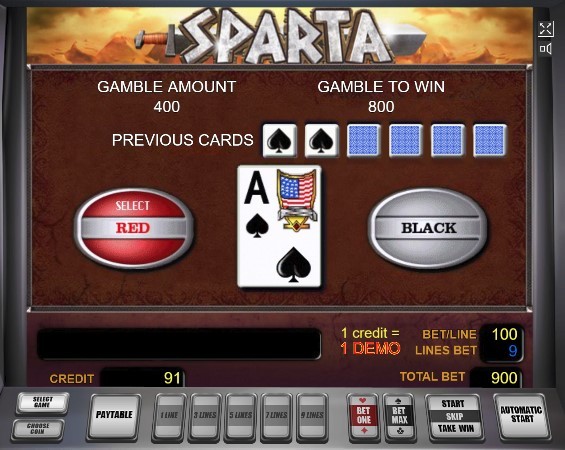 SPARTA
GAMBLE AMOUNT
400
GAMBLE TO WIN
800
PREVIOUS CARDS
A
SELECT
RED
BLACK
1 credit =
1 DEMO
BET/LINE 100
LINES BET 9
CREDIT 91
TOTAL BET 900
SELECT
GAME
CHOOSE
COIN
PAYTABLE
1 LINE
3 LINES
5 LINES
7 LINES
9 LINES
BET
ONE
BET
MAX
START
SKIP
TAKE WIN
AUTOMATIC
START